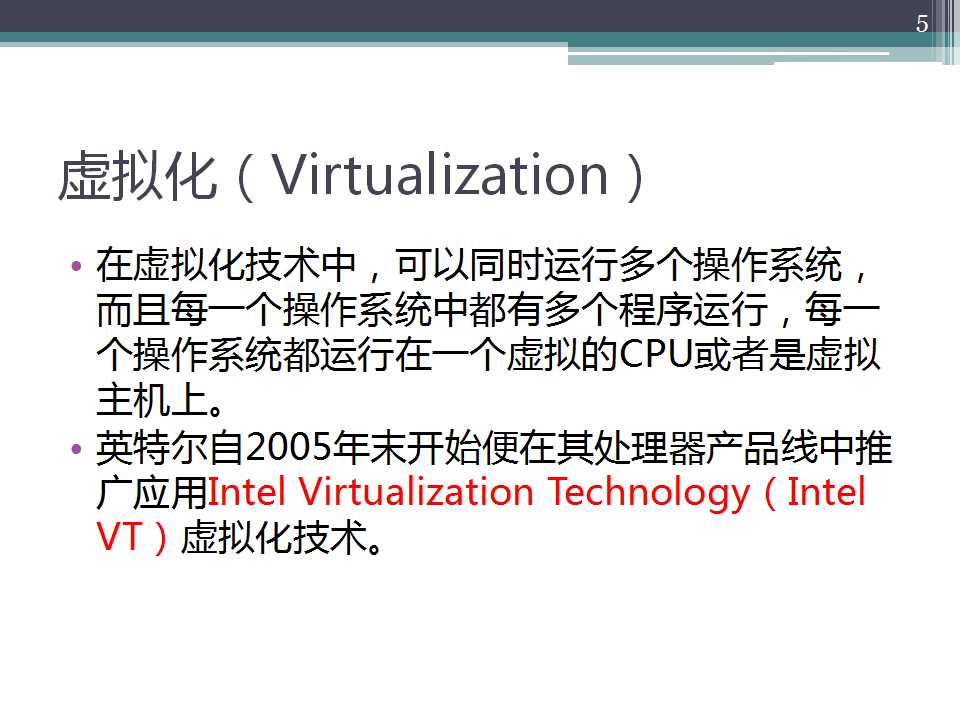 5
虚拟化（Virtualization）
• 在虚拟化技术中，可以同时运行多个操作系统，
而且每一个操作系统中都有多个程序运行，每一
个操作系统都运行在一个虚拟的CPU或者是虚拟
主机上。
• 英特尔自2005年末开始便在其处理器产品线中推
广应用Intel Virtualization Technology（Intel
VT）虚拟化技术。